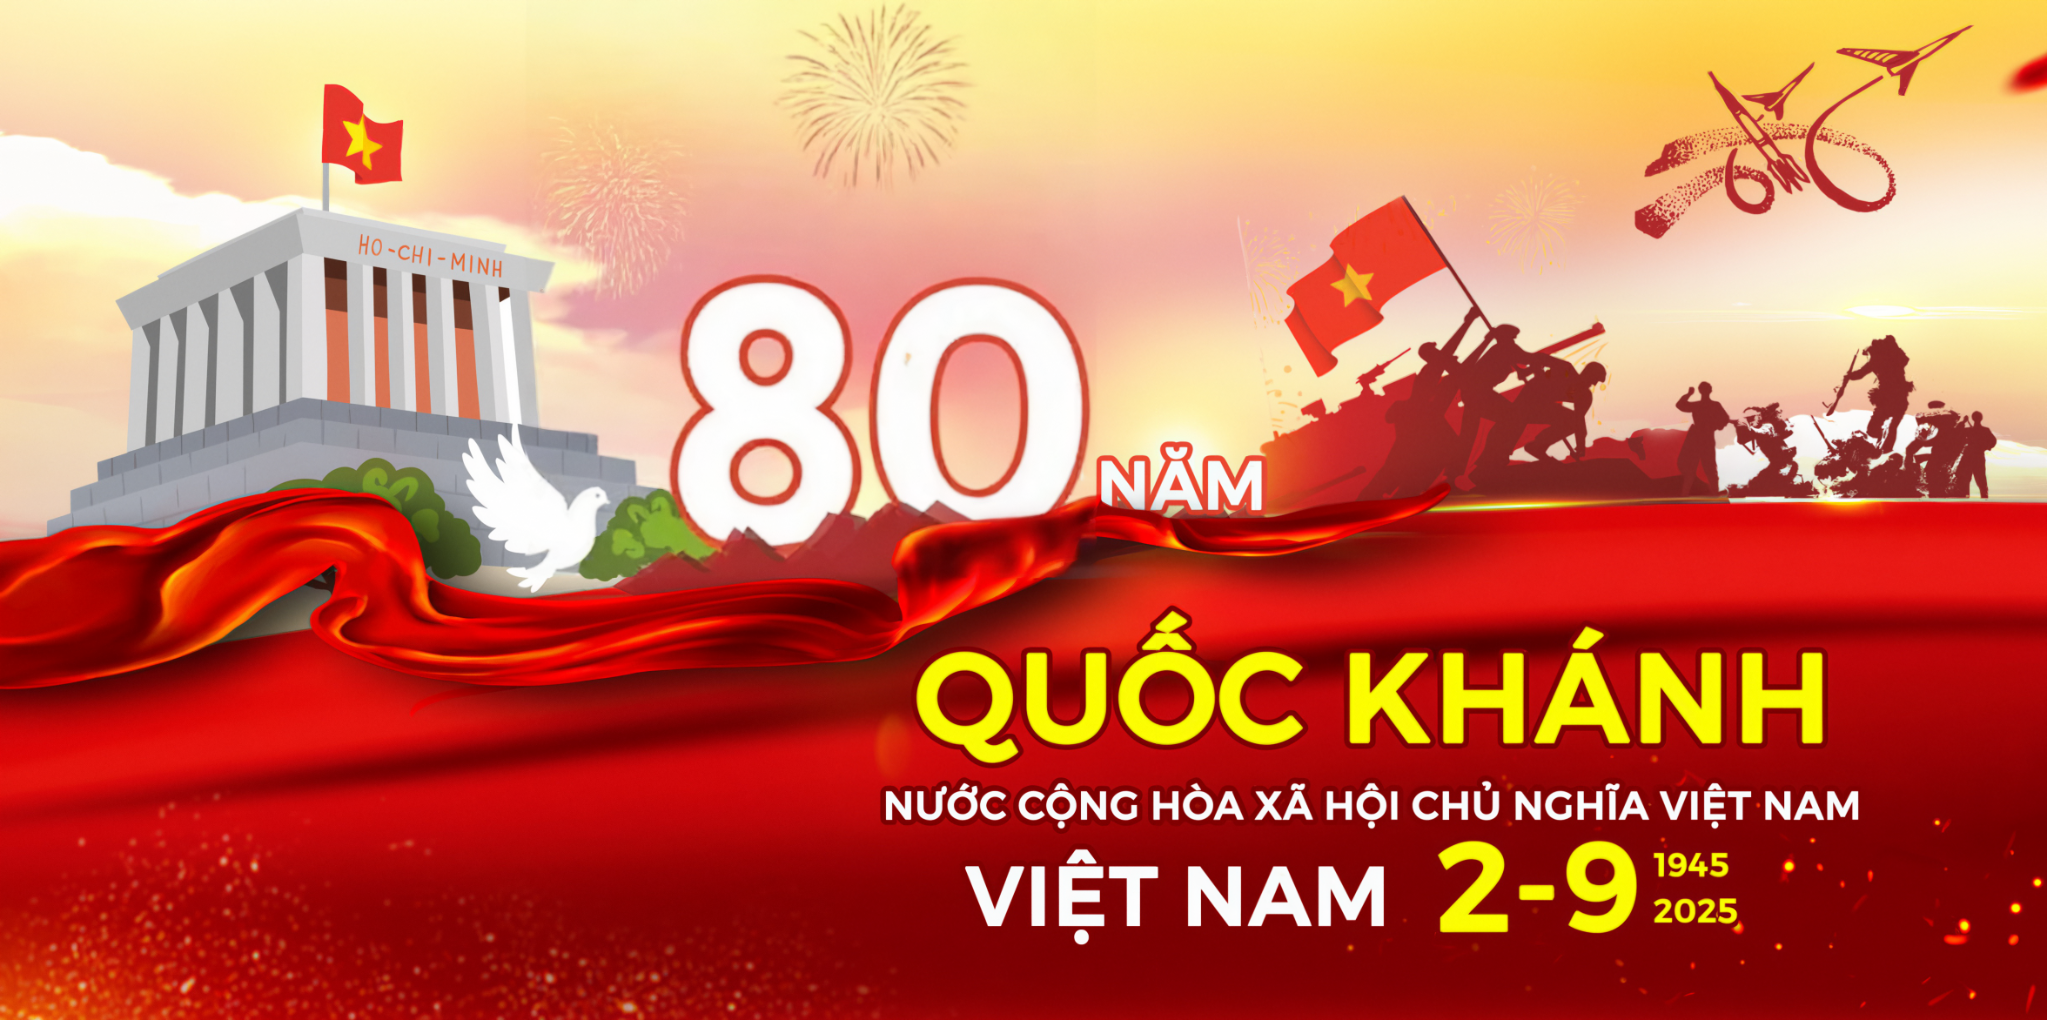 HO-CHI-MINH
80 NĂM
QUỐC KHÁNH
NƯỚC CỘNG HÒA XÃ HỘI CHỦ NGHĨA VIỆT NAM
VIỆT NAM 2-9 1945
2025